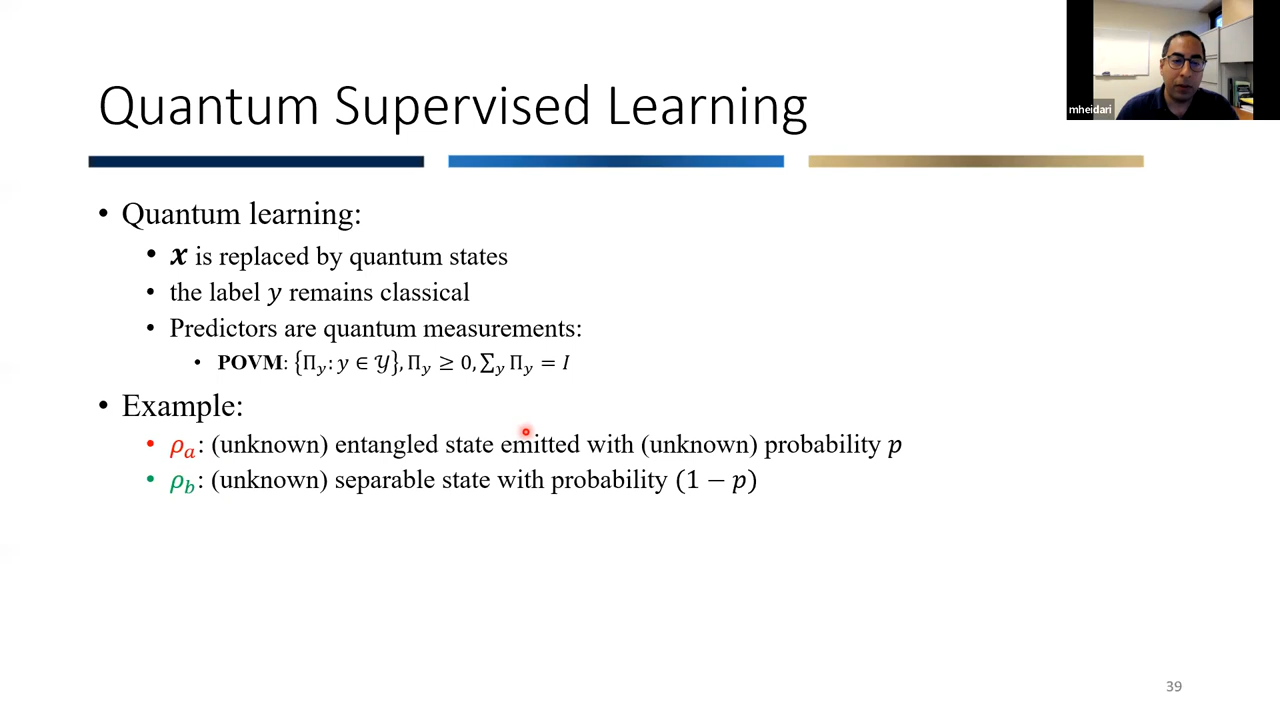 mheidari
Quantum Supervised Learning
• Quantum learning:
• 𝒙 is replaced by quantum states
• the label 𝑦 remains classical
• Predictors are quantum measurements:
• POVM: {Π_y: y ∈ 𝒴}, Π_y ≥ 0, ∑_y Π_y = I
• Example:
• ρ_a: (unknown) entangled state emitted with (unknown) probability p
• ρ_b: (unknown) separable state with probability (1 − p)
39